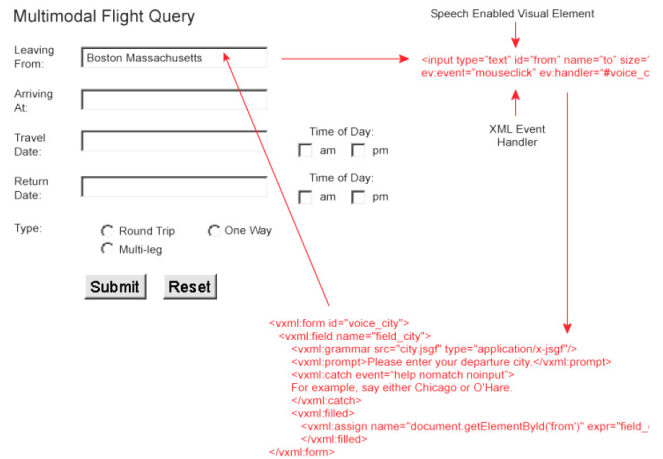 Multimodal Flight Query
Speech Enabled Visual Element
Leaving
From:
Boston Massachusetts
<input type="text" id="from" name="to" size="
ev:event="mouseclick" ev:handler="#voice_c
Arriving
At:
XML Event
Handler
Travel
Date:
Time of Day:
am pm
Return
Date:
Time of Day:
am pm
Type:
Round Trip One Way
Multi-leg
Submit Reset
<vxml:form id="voice_city">
<vxml:field name="field_city">
<vxml:grammar src="city.jsgf" type="application/x-jsgf"/>
<vxml:prompt>Please enter your departure city.</vxml:prompt>
<vxml:catch event="help nomatch noinput">
For example, say either Chicago or O'Hare.
</vxml:catch>
<vxml:filled>
<vxml:assign name="document.getElementById('from')" expr="field_
</vxml:filled>
</vxml:form>